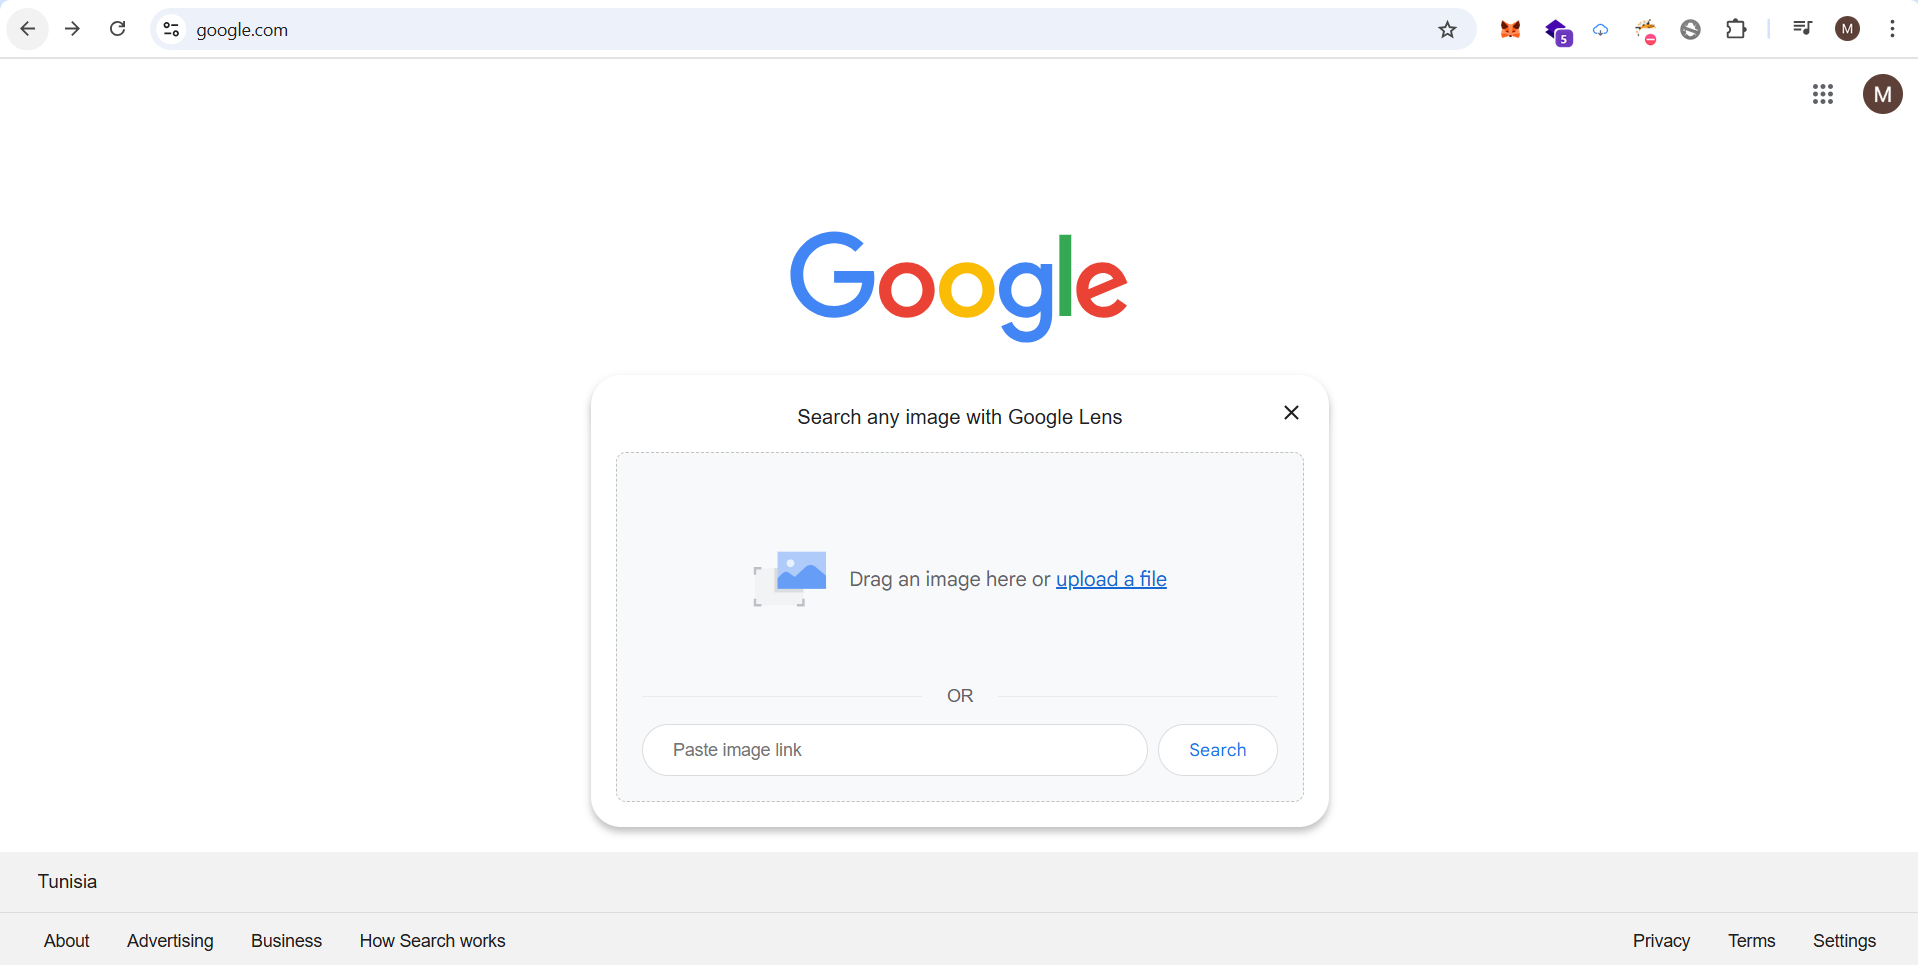 google.com
5
M
M
Google
Search any image with Google Lens
Drag an image here or upload a file
OR
Paste image link
Search
Tunisia
About Advertising Business How Search works Privacy Terms Settings